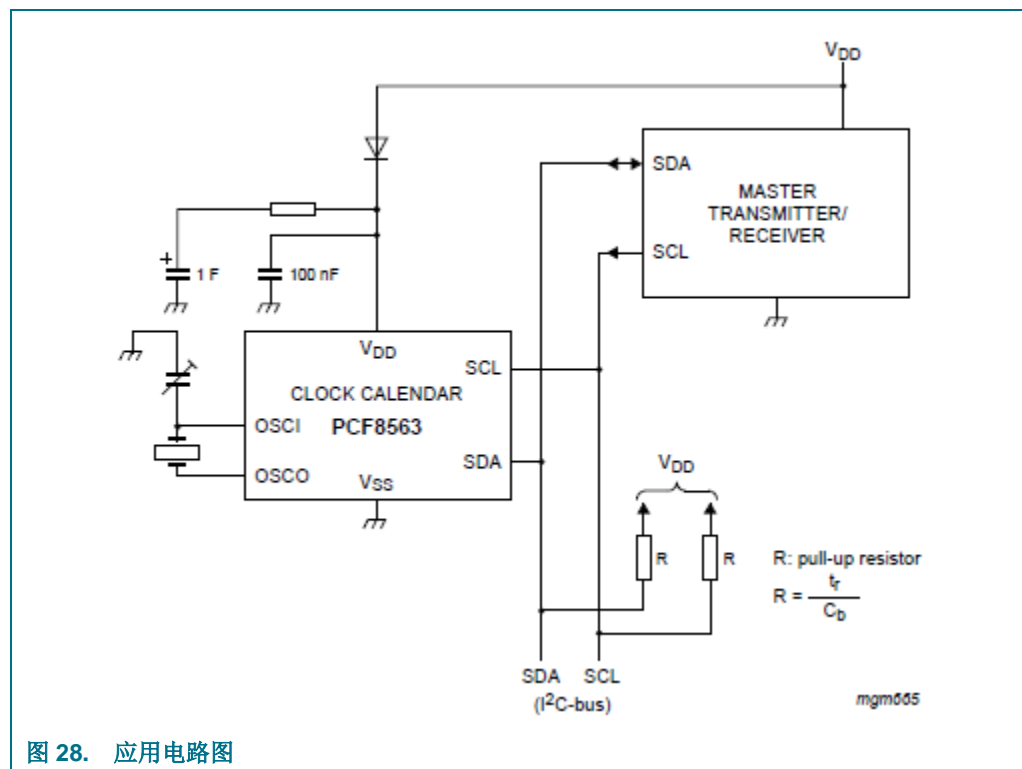 VDD
SDA
MASTER
TRANSMITTER/
RECEIVER
SCL
+
1 F
100 nF
VDD
SCL
CLOCK CALENDAR
OSCI
PCF8563
SDA
OSCO
VSS
VDD
R
R
R: pull-up resistor
R = tr
Cb
SDA SCL
(I2C-bus)
mgm665
图 28. 应用电路图